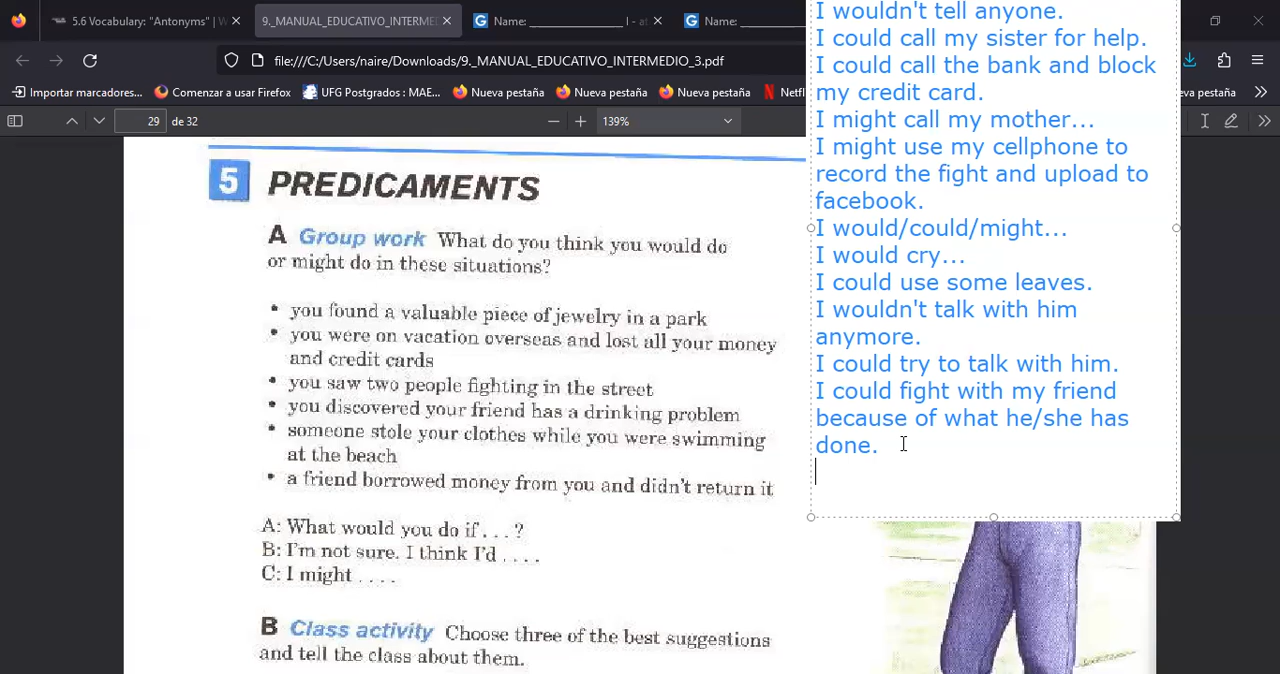 5.6 Vocabulary: "Antonyms" | W
9._MANUAL_EDUCATIVO_INTERME
Name: _____________ I - at
Name: ________
file:///C:/Users/naire/Downloads/9._MANUAL_EDUCATIVO_INTERMEDIO_3.pdf
Importar marcadores...
Comenzar a usar Firefox
UFG Postgrados : MAE...
Nueva pestaña
Nueva pestaña
Nueva pestaña
Netfl
eva pestaña
29 de 32
139%
5 PREDICAMENTS
A Group work What do you think you would do
or might do in these situations?
• you found a valuable piece of jewelry in a park
• you were on vacation overseas and lost all your money
and credit cards
• you saw two people fighting in the street
• you discovered your friend has a drinking problem
• someone stole your clothes while you were swimming
at the beach
• a friend borrowed money from you and didn't return it
A: What would you do if . . . ?
B: I'm not sure. I think I'd . . . .
C: I might . . . .
B Class activity Choose three of the best suggestions
and tell the class about them.
I wouldn't tell anyone.
I could call my sister for help.
I could call the bank and block
my credit card.
I might call my mother...
I might use my cellphone to
record the fight and upload to
facebook.
I would/could/might...
I would cry...
I could use some leaves.
I wouldn't talk with him
anymore.
I could try to talk with him.
I could fight with my friend
because of what he/she has
done.